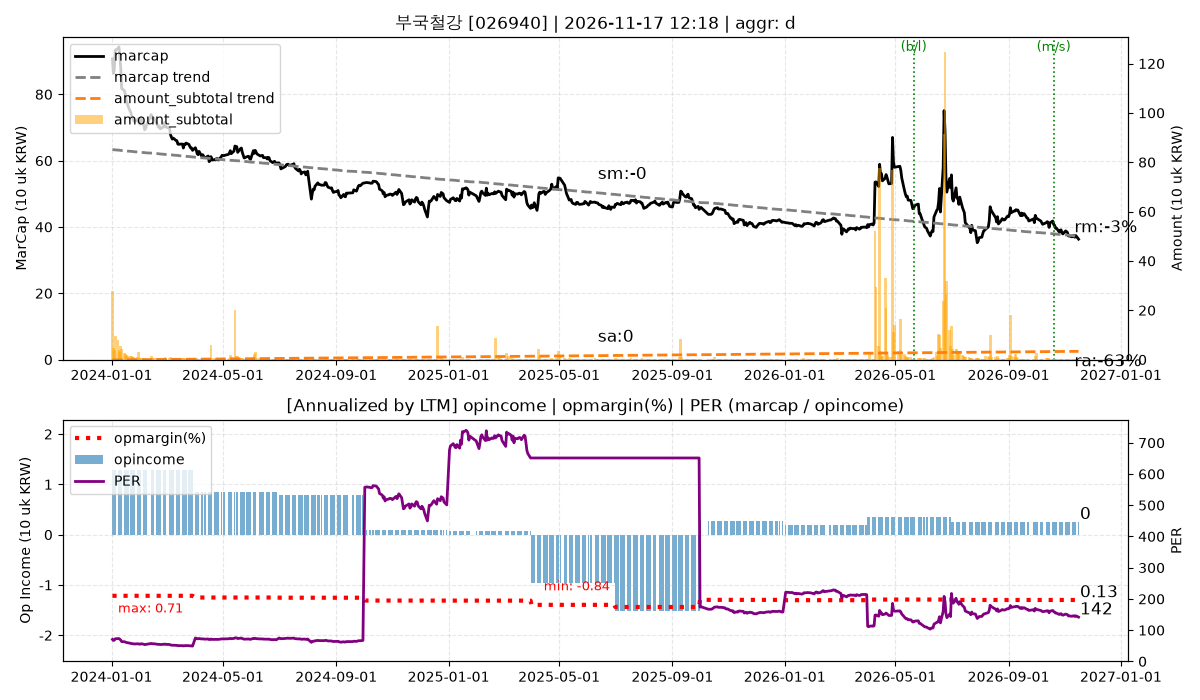 부국철강 [026940] | 2026-11-17 12:18 | aggr: d
(b/l)
(m/s)
marcap
marcap trend
amount_subtotal trend
amount_subtotal
MarCap (10 uk KRW)
80
60
40
20
0
Amount (10 uk KRW)
120
100
80
60
40
20
0
sm:-0
rm:-3%
sa:0
ra:-63%
2024-01-01
2024-05-01
2024-09-01
2025-01-01
2025-05-01
2025-09-01
2026-01-01
2026-05-01
2026-09-01
2027-01-01
[Annualized by LTM] opincome | opmargin(%) | PER (marcap / opincome)
opmargin(%)
opincome
PER
Op Income (10 uk KRW)
2
1
0
-1
-2
PER
700
600
500
400
300
200
100
0
max: 0.71
min: -0.84
0
0.13
142
2024-01-01
2024-05-01
2024-09-01
2025-01-01
2025-05-01
2025-09-01
2026-01-01
2026-05-01
2026-09-01
2027-01-01